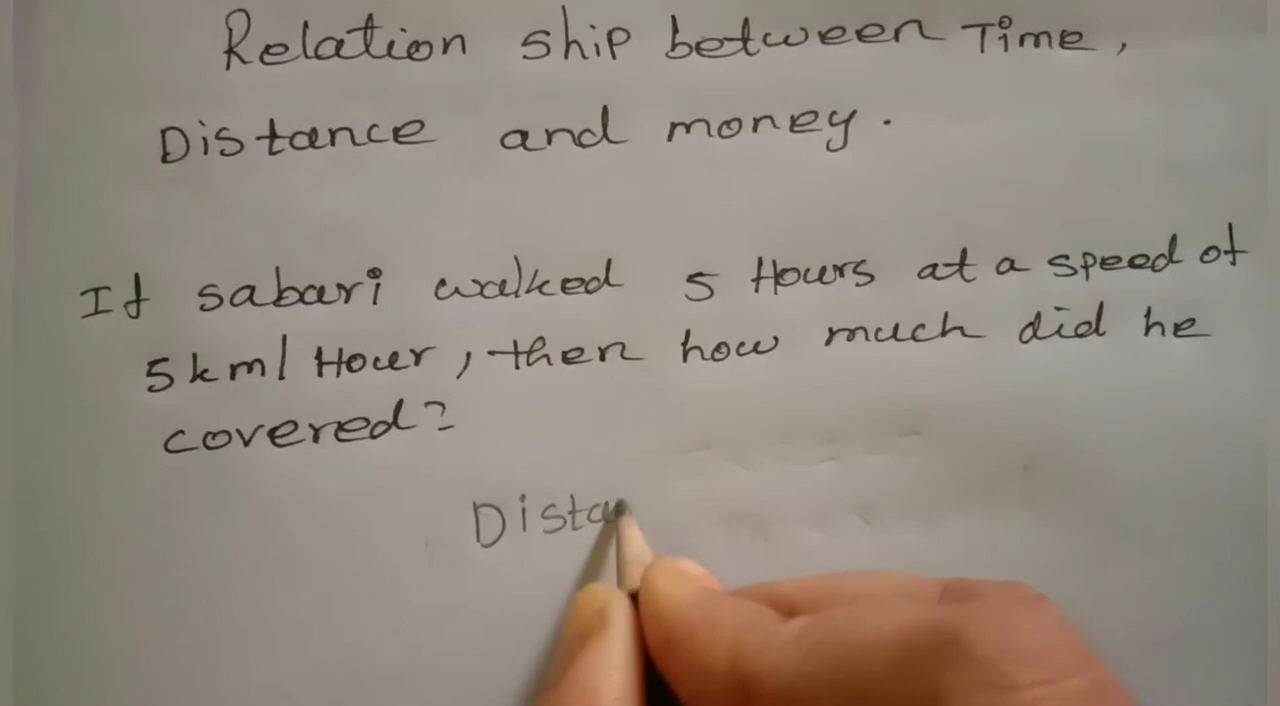 Relation ship between Time,
Distance and money.
If sabari walked 5 Hours at a speed of
5km/Hour, then how much did he
covered?
Dista